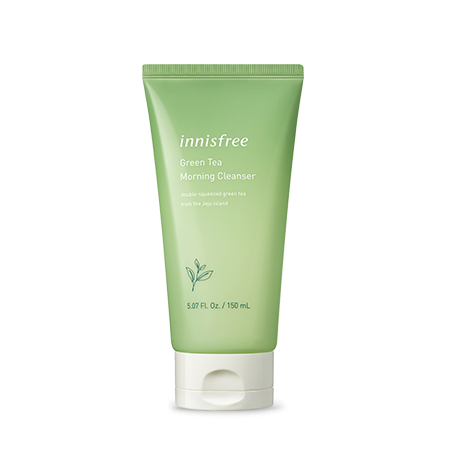 innisfree
Green Tea
Morning Cleanser
double-squeezed green tea
from the Jeju Island
5.07 Fl. Oz. / 150 mL